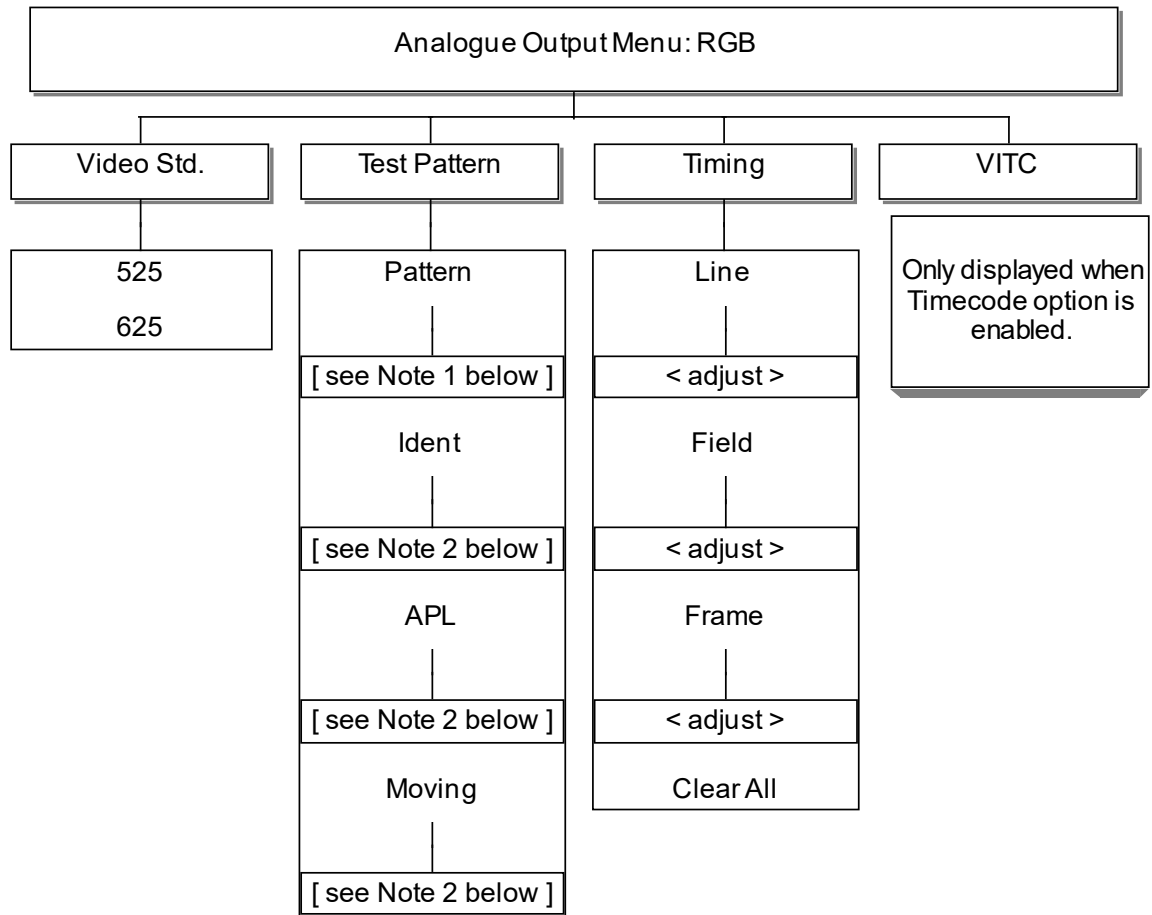 Analogue Output Menu: RGB
Video Std.
525
625
Test Pattern
Pattern
[ see Note 1 below ]
Ident
[ see Note 2 below ]
APL
[ see Note 2 below ]
Moving
[ see Note 2 below ]
Timing
Line
< adjust >
Field
< adjust >
Frame
< adjust >
Clear All
VITC
Only displayed when
Timecode option is
enabled.